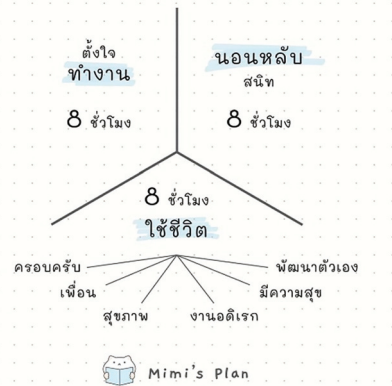 ตั้งใจ
ทำงาน
8 ชั่วโมง
นอนหลับ
สนิท
8 ชั่วโมง
8 ชั่วโมง
ใช้ชีวิต
ครอบครับ
เพื่อน
สุขภาพ
งานอดิเรก
มีความสุข
พัฒนาตัวเอง
Mimi's Plan